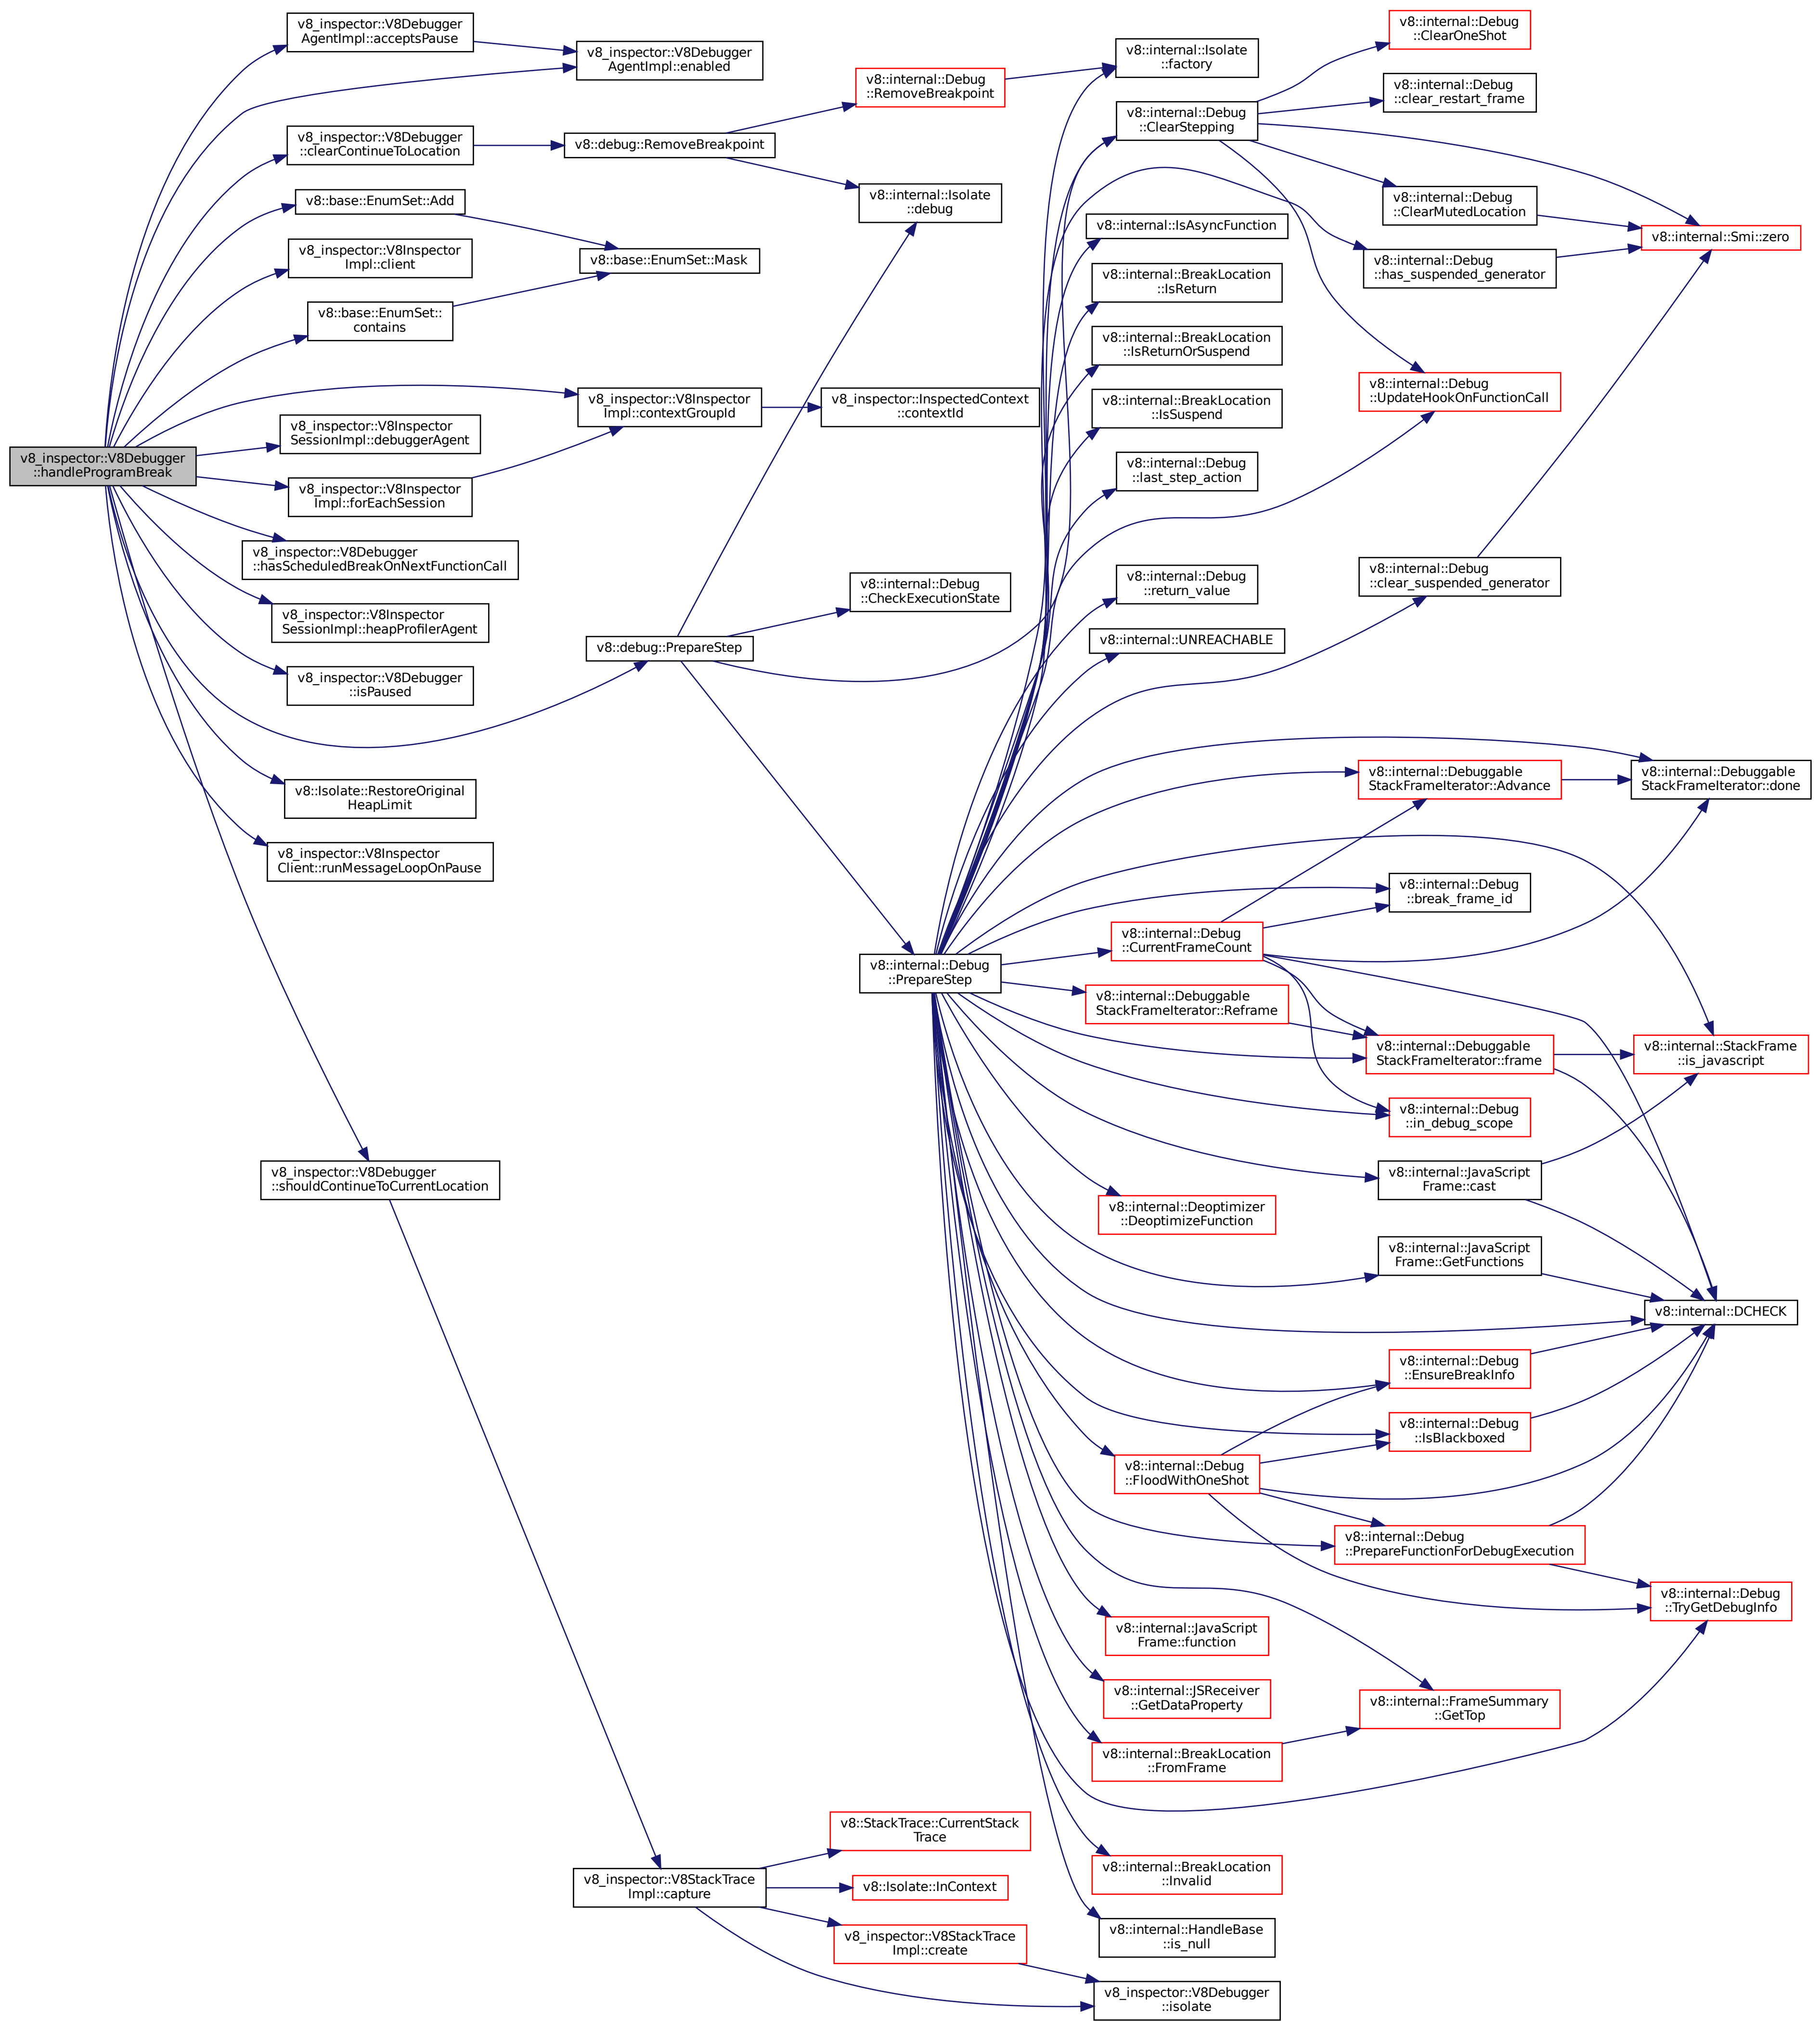 v8_inspector::V8Debugger
::handleProgramBreak
v8_inspector::V8Debugger
AgentImpl::acceptsPause
v8_inspector::V8Debugger
AgentImpl::enabled
v8_inspector::V8Debugger
::clearContinueToLocation
v8::base::EnumSet::Add
v8_inspector::V8Inspector
Impl::client
v8::base::EnumSet::
contains
v8_inspector::V8Inspector
Impl::contextGroupId
v8_inspector::V8Inspector
SessionImpl::debuggerAgent
v8_inspector::V8Inspector
Impl::forEachSession
v8_inspector::V8Debugger
::hasScheduledBreakOnNextFunctionCall
v8_inspector::V8Inspector
SessionImpl::heapProfilerAgent
v8_inspector::V8Debugger
::isPaused
v8::debug::PrepareStep
v8::Isolate::RestoreOriginal
HeapLimit
v8_inspector::V8Inspector
Client::runMessageLoopOnPause
v8_inspector::V8Debugger
::shouldContinueToCurrentLocation
v8::debug::RemoveBreakpoint
v8::base::EnumSet::Mask
v8::internal::Debug
::RemoveBreakpoint
v8::internal::Isolate
::debug
v8::internal::Isolate
::factory
v8_inspector::InspectedContext
::contextId
v8::internal::Debug
::CheckExecutionState
v8::internal::Debug
::PrepareStep
v8::internal::Debug
::ClearStepping
v8::internal::Debug
::ClearOneShot
v8::internal::Debug
::clear_restart_frame
v8::internal::Debug
::ClearMutedLocation
v8::internal::Smi::zero
v8::internal::Debug
::has_suspended_generator
v8::internal::Debug
::UpdateHookOnFunctionCall
v8::internal::IsAsyncFunction
v8::internal::BreakLocation
::IsReturn
v8::internal::BreakLocation
::IsReturnOrSuspend
v8::internal::BreakLocation
::IsSuspend
v8::internal::Debug
::last_step_action
v8::internal::Debug
::return_value
v8::internal::UNREACHABLE
v8::internal::Debug
::clear_suspended_generator
v8::internal::Debuggable
StackFrameIterator::Advance
v8::internal::Debuggable
StackFrameIterator::done
v8::internal::Debug
::break_frame_id
v8::internal::Debug
::CurrentFrameCount
v8::internal::Debuggable
StackFrameIterator::Reframe
v8::internal::Debuggable
StackFrameIterator::frame
v8::internal::StackFrame
::is_javascript
v8::internal::Debug
::in_debug_scope
v8::internal::JavaScript
Frame::cast
v8::internal::Deoptimizer
::DeoptimizeFunction
v8::internal::JavaScript
Frame::GetFunctions
v8::internal::DCHECK
v8::internal::Debug
::EnsureBreakInfo
v8::internal::Debug
::IsBlackboxed
v8::internal::Debug
::FloodWithOneShot
v8::internal::Debug
::PrepareFunctionForDebugExecution
v8::internal::Debug
::TryGetDebugInfo
v8::internal::JavaScript
Frame::function
v8::internal::JSReceiver
::GetDataProperty
v8::internal::FrameSummary
::GetTop
v8::internal::BreakLocation
::FromFrame
v8::internal::BreakLocation
::Invalid
v8::internal::HandleBase
::is_null
v8_inspector::V8StackTrace
Impl::capture
v8::StackTrace::CurrentStack
Trace
v8::Isolate::InContext
v8_inspector::V8StackTrace
Impl::create
v8_inspector::V8Debugger
::isolate